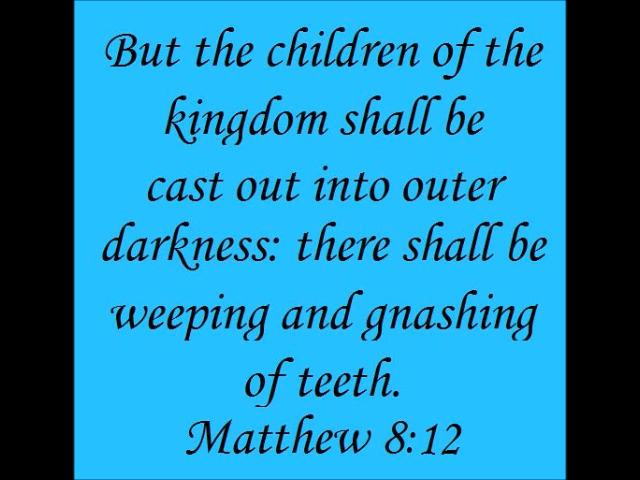 But the children of the
kingdom shall be
cast out into outer
darkness: there shall be
weeping and gnashing
of teeth.
Matthew 8:12